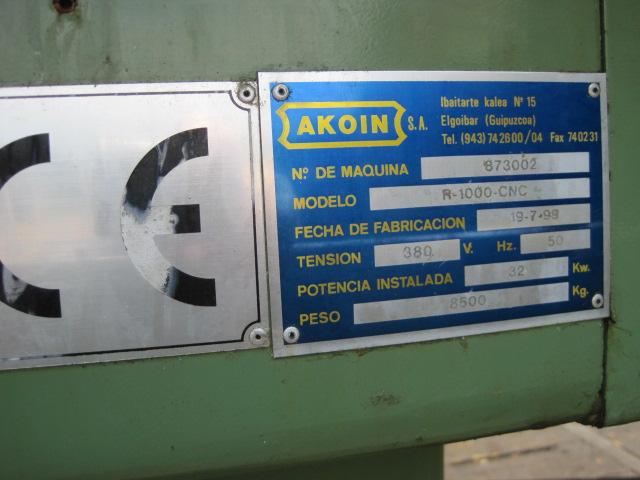 CE
AKOIN S.A.
Ibaitarte kalea Nº 15
Elgoibar (Guipuzcoa)
Tel. (943) 742600/04 Fax 740231
Nº DE MAQUINA 873002
MODELO R-1000-CNC
FECHA DE FABRICACION 19-7-99
TENSION 380 V. Hz. 50
POTENCIA INSTALADA 32 Kw.
PESO 8500 Kg.